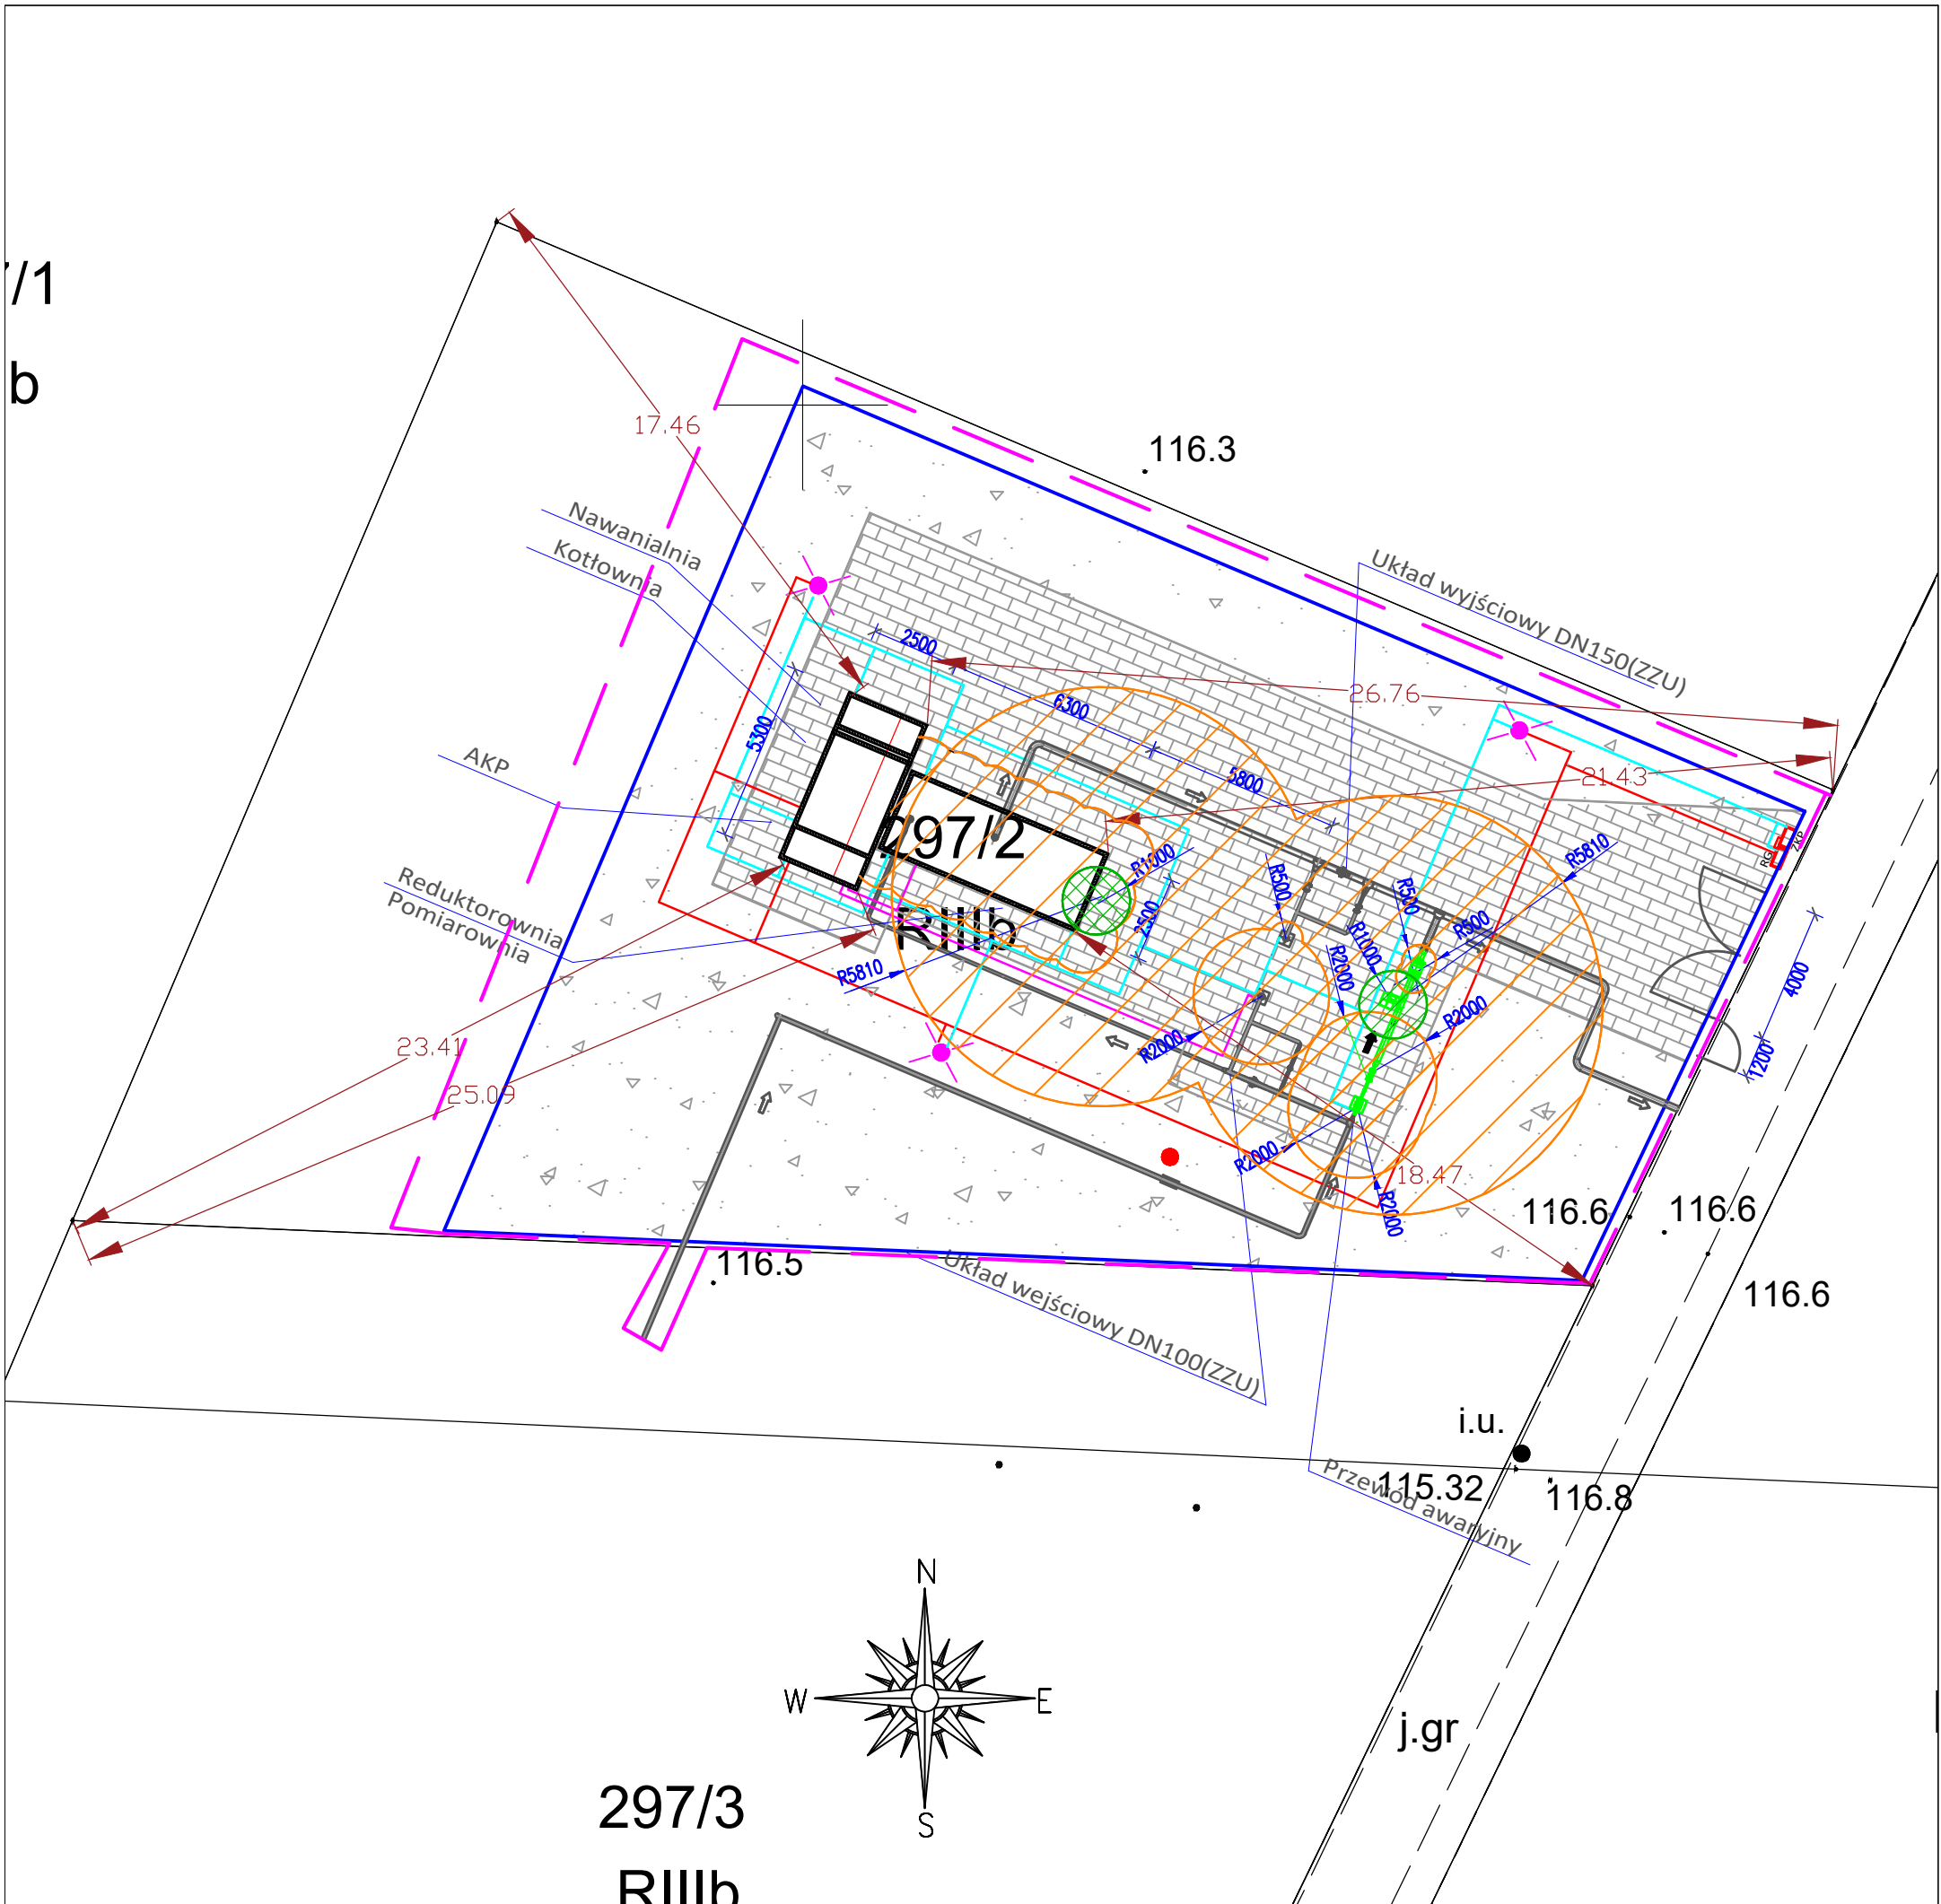 /1
b
116.3
17.46
Nawanialnia
Kotłownia
Układ wyjściowy DN150(ZZU)
2500
26.76
6300
5300
5800
21.43
AKP
297/2
RG
ZKP
R1000
R5810
R500
R500
R500
Reduktorownia
Pomiarownia
RIIIb
2500
R1000
R2000
R5810
4000
R2000
R2000
1200
23.41
25.09
R2000
18.47
R2000
116.6
116.6
116.5
116.6
Układ wejściowy DN100(ZZU)
i.u.
115.32
116.8
Przewód awaryjny
N
W
E
S
j.gr
297/3
RIIIb